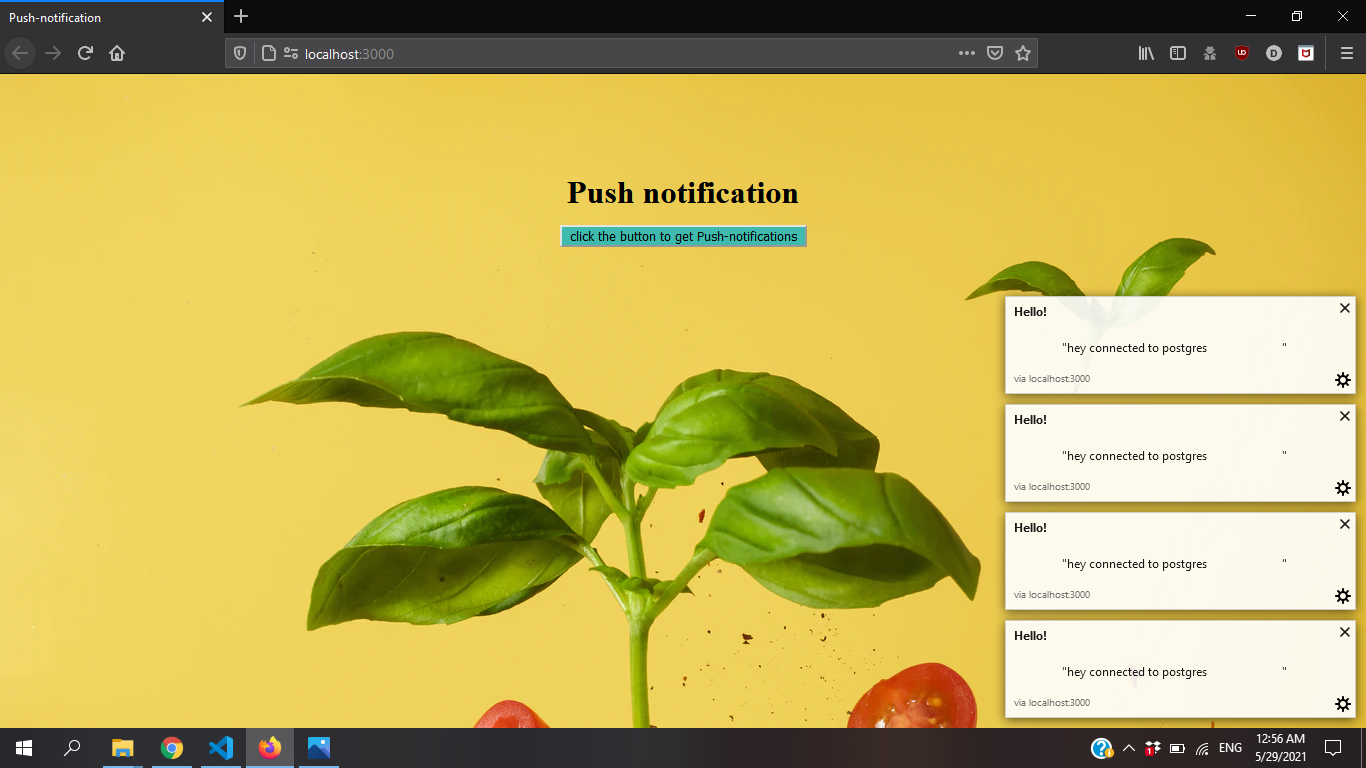 Push-notification
localhost:3000
Push notification
click the button to get Push-notifications
Hello!
"hey connected to postgres "
via localhost:3000
Hello!
"hey connected to postgres "
via localhost:3000
Hello!
"hey connected to postgres "
via localhost:3000
Hello!
"hey connected to postgres "
via localhost:3000
ENG
12:56 AM
5/29/2021